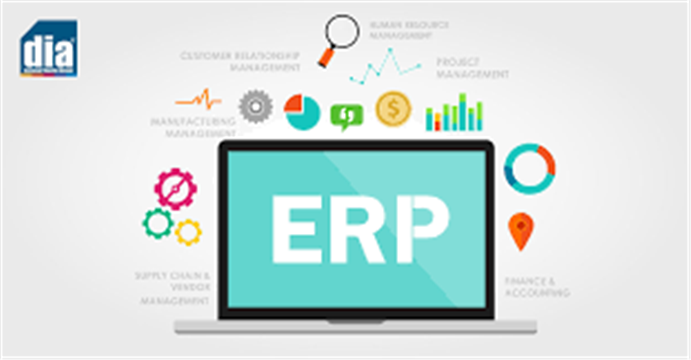 dia
HUMAN RESOURCE
MANAGEMENT
CUSTOMER RELATIONSHIP
MANAGEMENT
PROJECT
MANAGEMENT
MANUFACTURING
MANAGEMENT
$
ERP
SUPPLY CHAIN &
VENDOR
MANAGEMENT
FINANCE &
ACCOUNTING